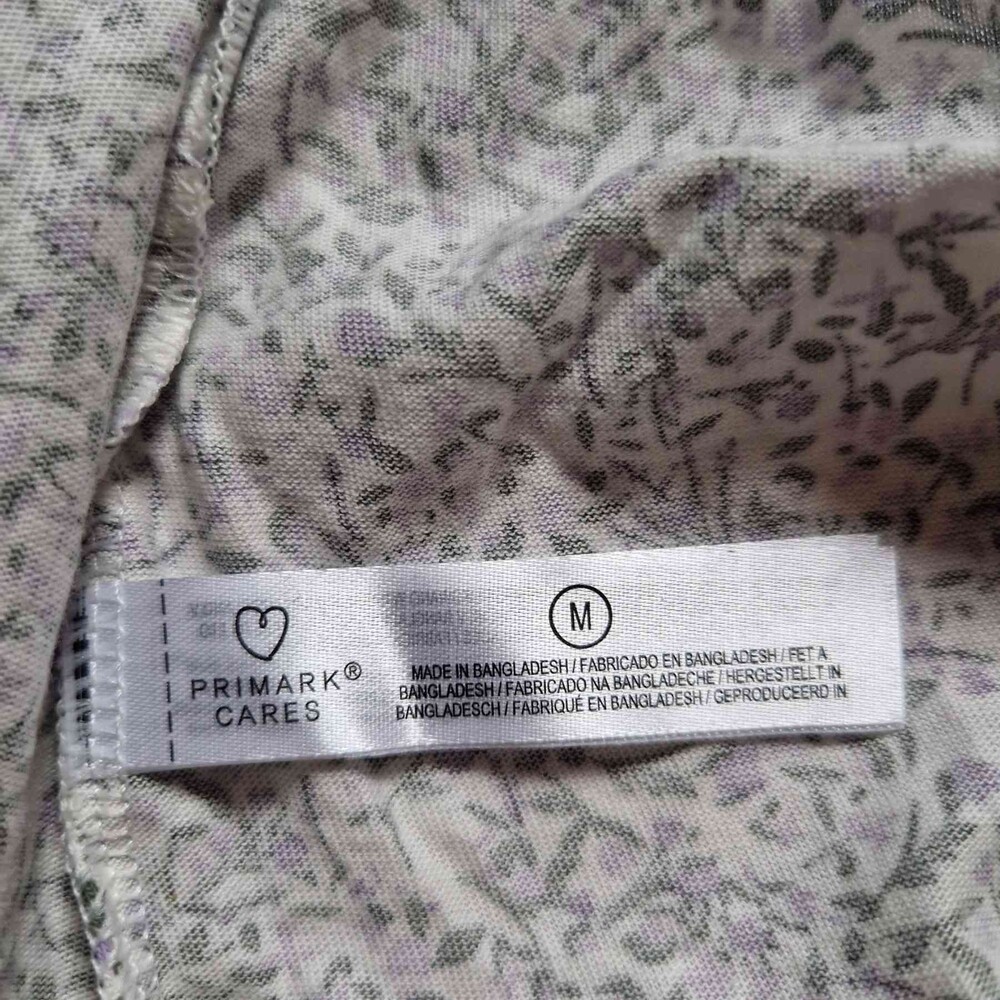 PRIMARK®
CARES
M
MADE IN BANGLADESH / FABRICADO EN BANGLADESH / FET A
BANGLADESH / FABRICADO NA BANGLADECHE / HERGESTELLT IN
BANGLADESCH / FABRIQUÉ EN BANGLADESH / GEPRODUCEERD IN